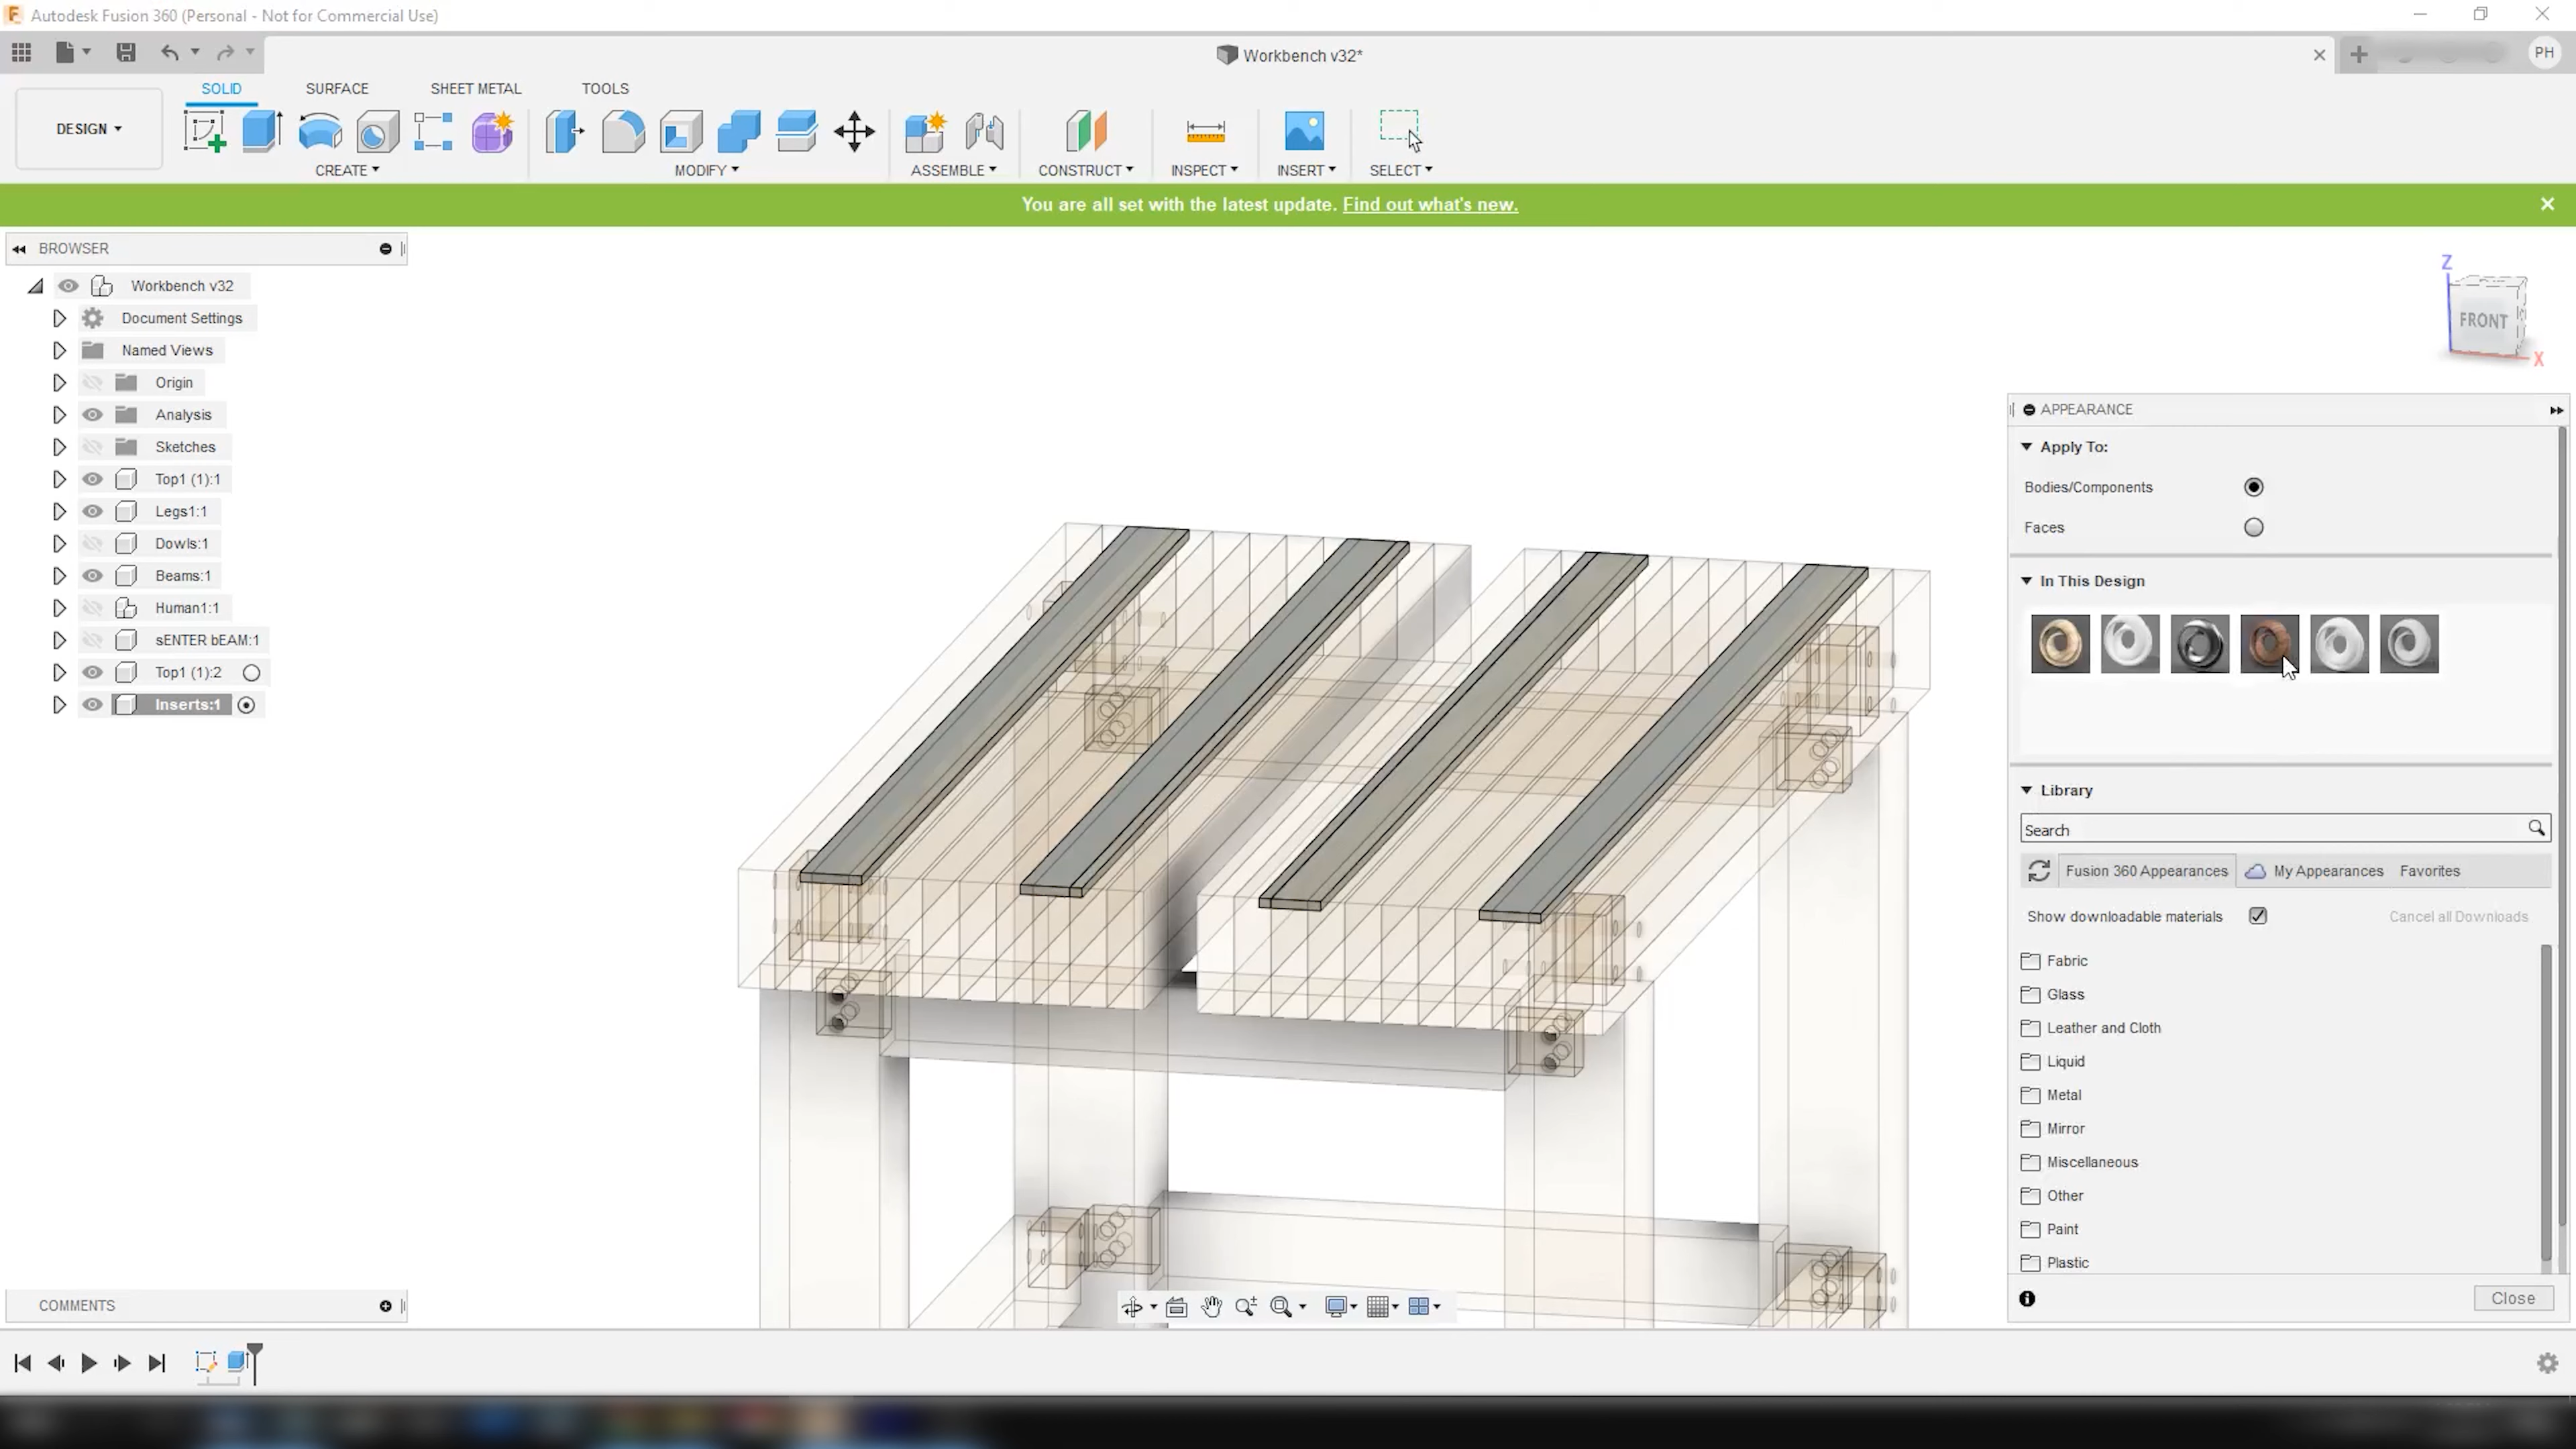 Autodesk Fusion 360 (Personal - Not for Commercial Use)
Workbench v32*
PH
SOLID SURFACE SHEET METAL TOOLS
DESIGN
CREATE MODIFY ASSEMBLE CONSTRUCT INSPECT INSERT SELECT
You are all set with the latest update. Find out what's new.
BROWSER
Workbench v32
Document Settings
Named Views
Origin
Analysis
Sketches
Top1 (1):1
Legs1:1
Dowls:1
Beams:1
Human1:1
sENTER bEAM:1
Top1 (1):2
Inserts:1
Z
FRONT
X
APPEARANCE
Apply To:
Bodies/Components
Faces
In This Design
Library
Search
Fusion 360 Appearances My Appearances Favorites
Show downloadable materials Cancel all Downloads
Fabric
Glass
Leather and Cloth
Liquid
Metal
Mirror
Miscellaneous
Other
Paint
Plastic
Close
COMMENTS